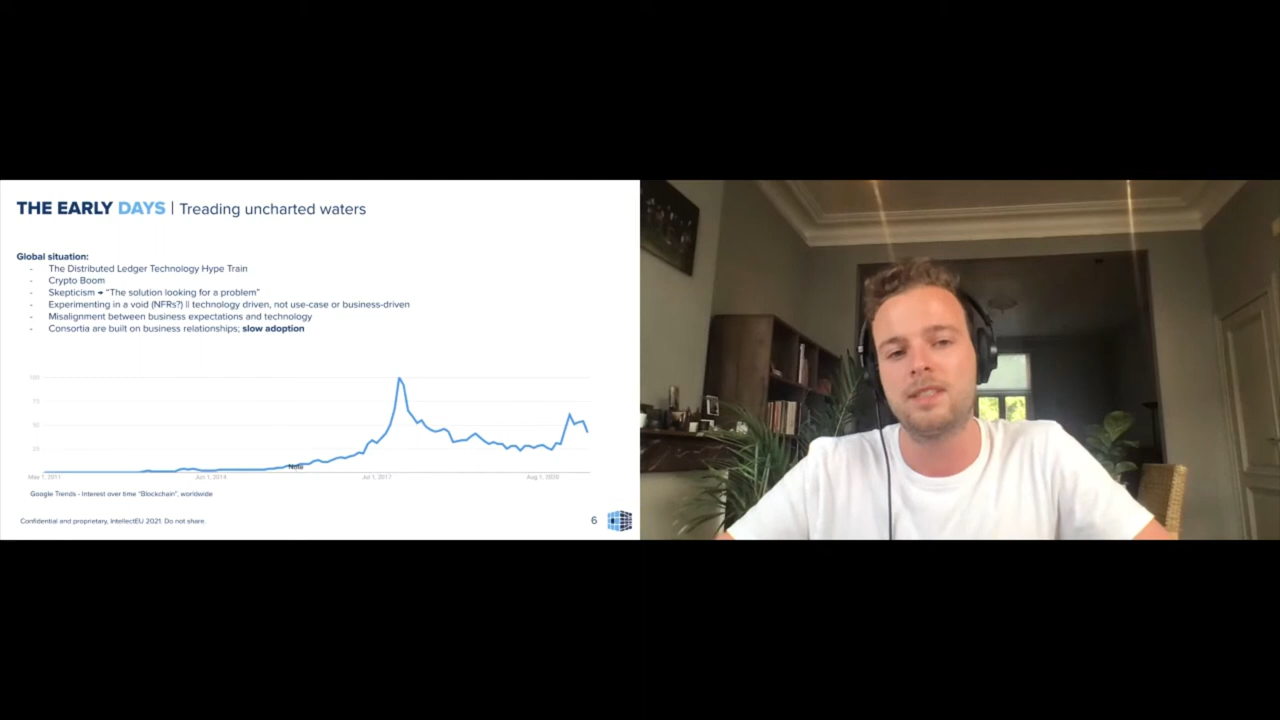 THE EARLY DAYS | Treading uncharted waters
Global situation:
- The Distributed Ledger Technology Hype Train
- Crypto Boom
- Skepticism → “The solution looking for a problem”
- Experimenting in a void (NFRs?) || technology driven, not use-case or business-driven
- Misalignment between business expectations and technology
- Consortia are built on business relationships; slow adoption
100
75
50
25
Note
May 1, 2011 Jun 1, 2014 Jul 1, 2017 Aug 1, 2020
Google Trends - Interest over time “Blockchain”, worldwide
Confidential and proprietary, IntellectEU 2021. Do not share. 6